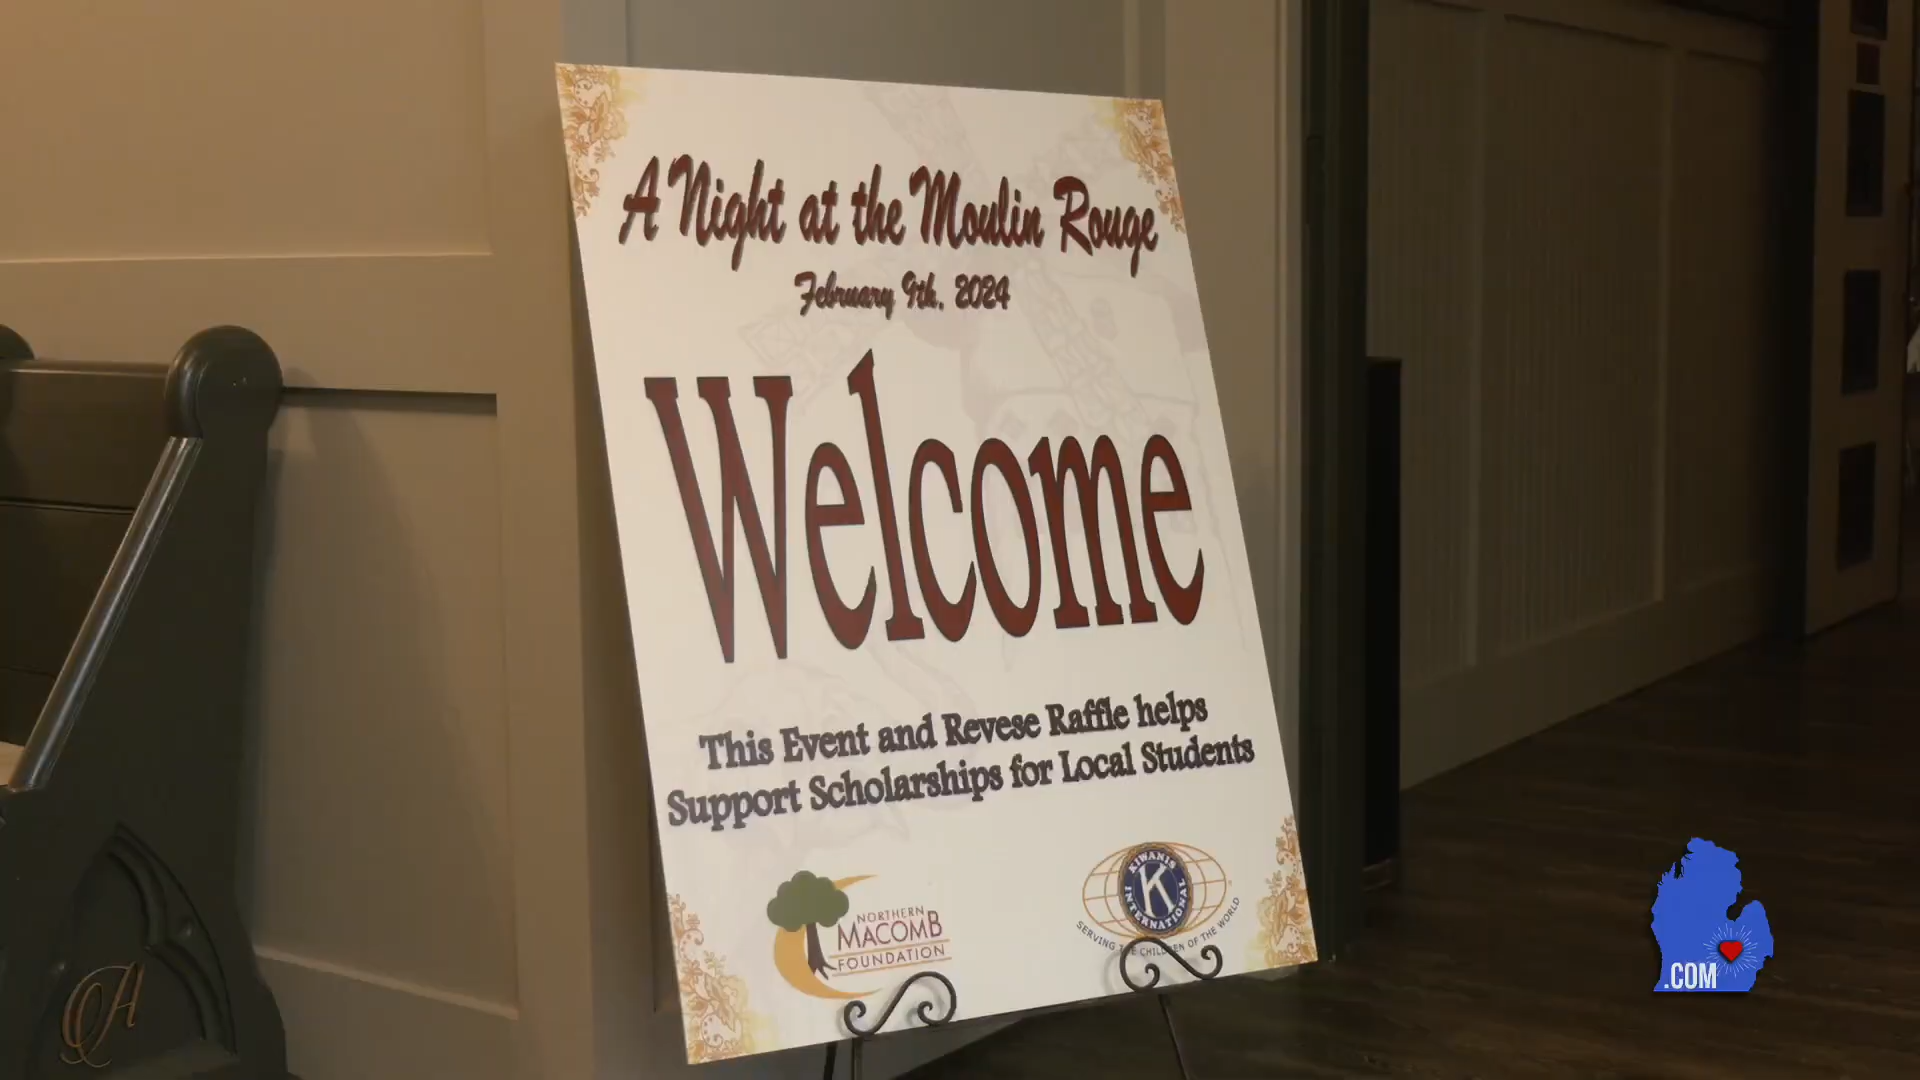 A Night at the Moulin Rouge
February 9th, 2024
Welcome
This Event and Revese Raffle helps
Support Scholarships for Local Students
NORTHERN
MACOMB
FOUNDATION
KIWANIS
K
INTERNATIONAL
SERVING THE CHILDREN OF THE WORLD
QA
.COM